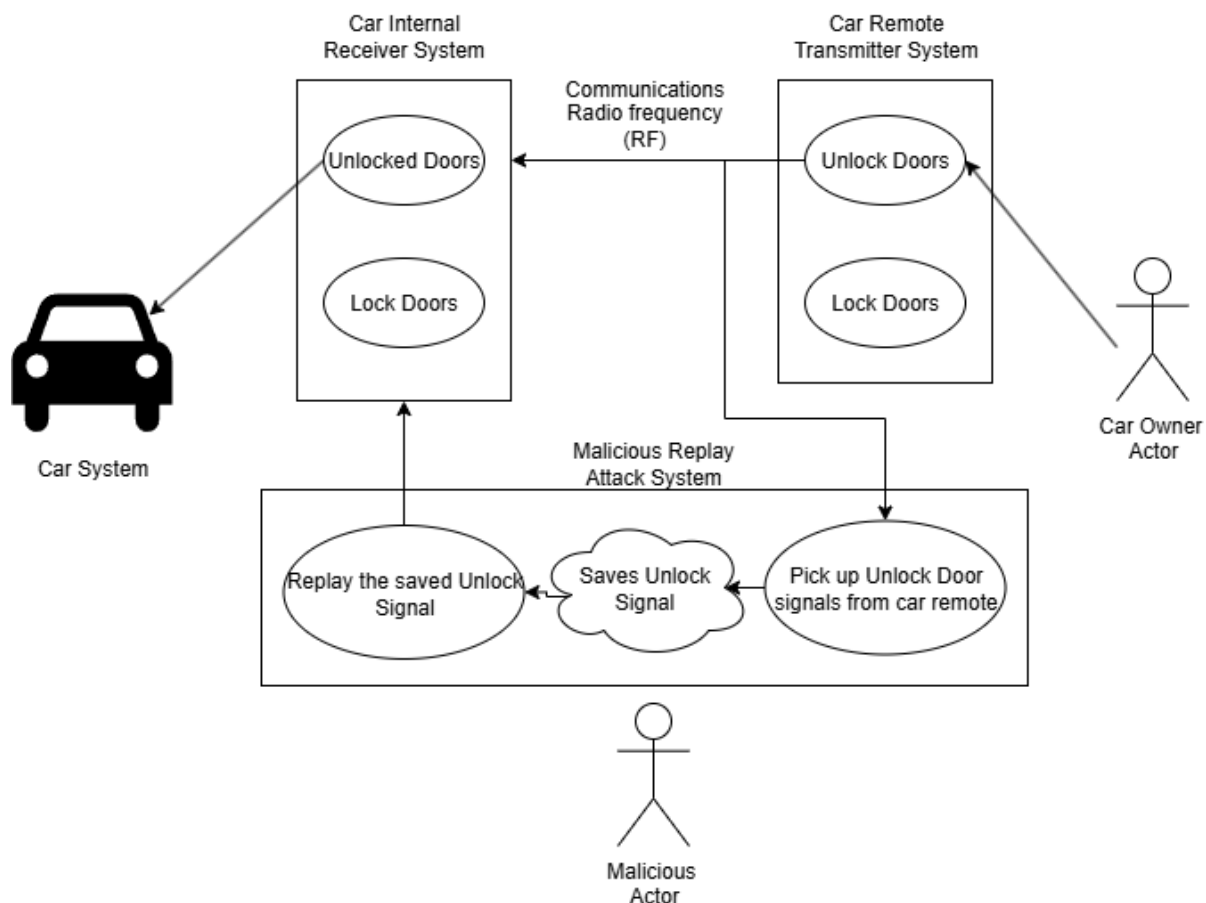 Car Internal
Receiver System
Car Remote
Transmitter System
Communications
Radio frequency
(RF)
Unlocked Doors
Unlock Doors
Lock Doors
Lock Doors
Car System
Car Owner
Actor
Malicious Replay
Attack System
Replay the saved Unlock
Signal
Saves Unlock
Signal
Pick up Unlock Door
signals from car remote
Malicious
Actor